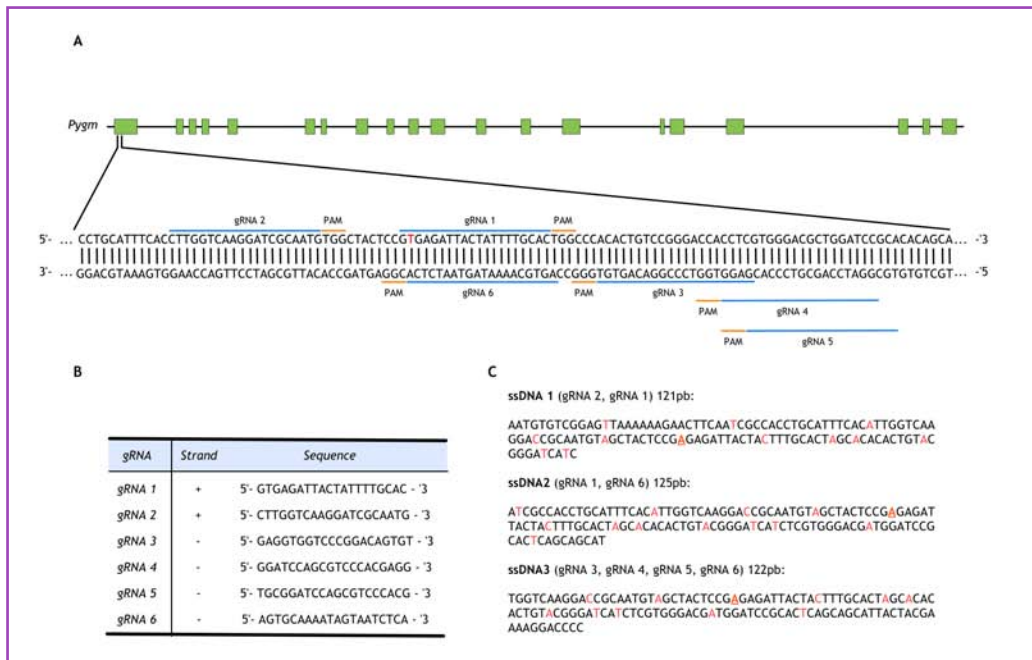 A
Pygm
gRNA 2 PAM gRNA 1 PAM
5'- ... CCTGCATTTCACCTTGGTCAAGGATCGCAATGTGGCTACTCCGTGAGATTACTATTTTGCACTGGCCCACACTGTCCGGGACCACCTCGTGGGACGCTGGATCCGCACACAGCA... -'3
3'- ... GGACGTAAAGTGGAACCAGTTCCTAGCGTTACACCGATGAGGCACTCTAATGATAAAACGTGACCGGGTGTGACAGGCCCTGGTGGAGCACCCTGCGACCTAGGCGTGTGTCGT ... -'5
PAM gRNA 6 PAM gRNA 3
PAM gRNA 4
PAM gRNA 5
B
gRNA Strand Sequence
gRNA 1 + 5'- GTGAGATTACTATTTTGCAC - '3
gRNA 2 + 5'- CTTGGTCAAGGATCGCAATG - '3
gRNA 3 - 5'- GAGGTGGTCCCGGACAGTGT - '3
gRNA 4 - 5'- GGATCCAGCGTCCCACGAGG - '3
gRNA 5 - 5'- TGCGGATCCAGCGTCCCACG - '3
gRNA 6 - 5'- AGTGCAAAATAGTAATCTCA - '3
C
ssDNA 1 (gRNA 2, gRNA 1) 121pb:
AATGTGTCGGAGTTAAAAAAGAACTTCAATCGCCACCTGCATTTCACATTGGTCAA
GGACCGCAATGTAGCTACTCCGAGAGATTACTACTTTGCACTAGCACACACTGTAC
GGGATCATC
ssDNA2 (gRNA 1, gRNA 6) 125pb:
ATCGCCACCTGCATTTCACATTGGTCAAGGACCGCAATGTAGCTACTCCGAGAGAT
TACTACTTTGCACTAGCACACACTGTACGGGATCATCTCGTGGGACGATGGATCCG
CACTCAGCAGCAT
ssDNA3 (gRNA 3, gRNA 4, gRNA 5, gRNA 6) 122pb:
TGGTCAAGGACCGCAATGTAGCTACTCCGAGAGATTACTACTTTGCACTAGCACAC
ACTGTACGGGATCATCTCGTGGGACGATGGATCCGCACTCAGCAGCATTACTACGA
AAAGGACCCC